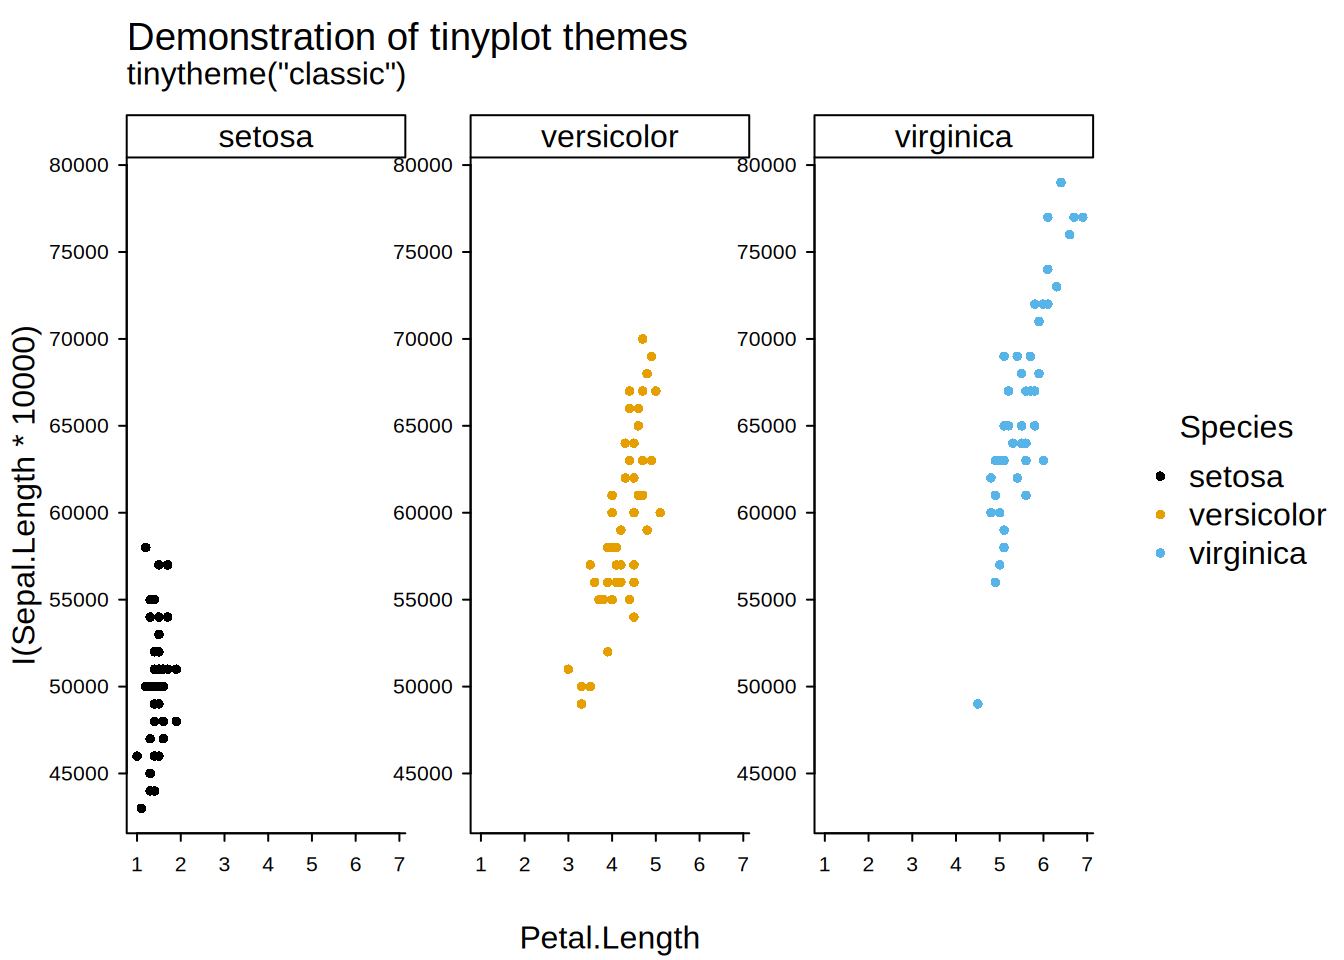 Demonstration of tinyplot themes
tinytheme("classic")
setosa versicolor virginica
80000 80000 80000
75000 75000 75000
70000 70000 70000
65000 65000 65000
60000 60000 60000
55000 55000 55000
50000 50000 50000
45000 45000 45000
I(Sepal.Length * 10000)
1 2 3 4 5 6 7 1 2 3 4 5 6 7 1 2 3 4 5 6 7
Petal.Length
Species
setosa
versicolor
virginica